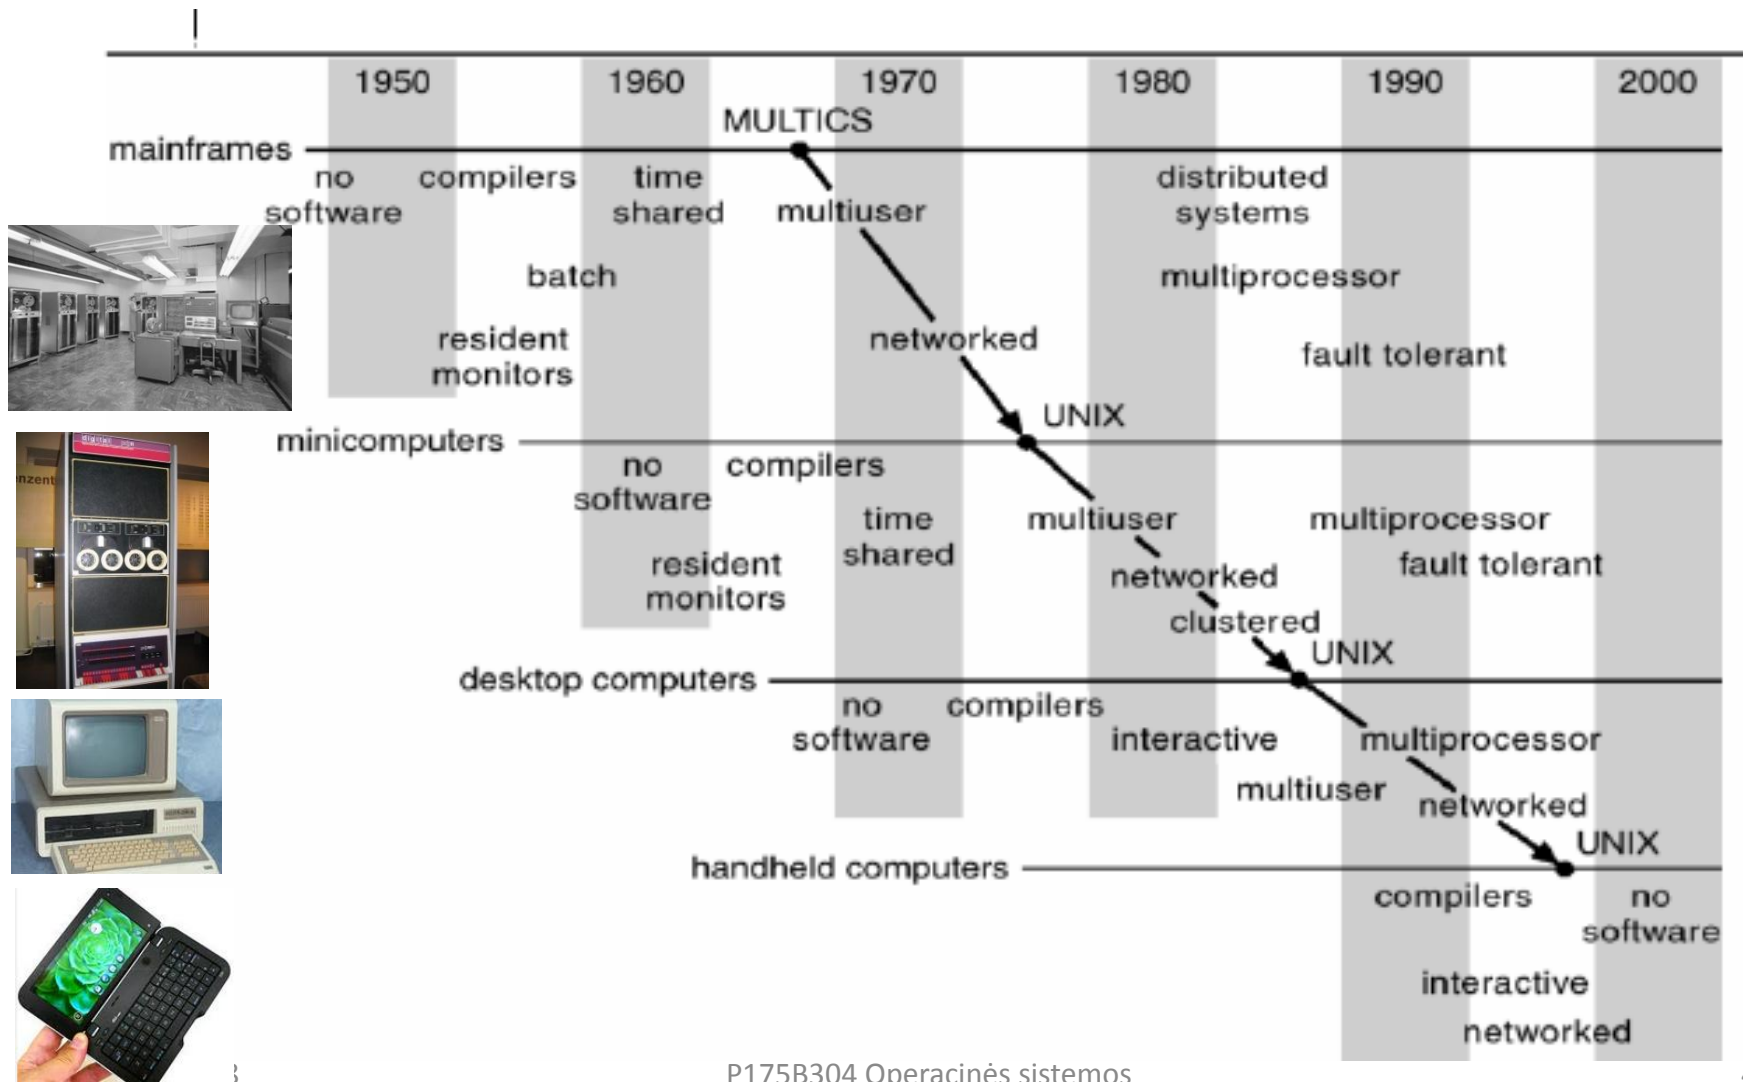 1950 1960 1970 1980 1990 2000
MULTICS
mainframes
no compilers time distributed
software shared multiuser systems
batch multiprocessor
resident networked fault tolerant
monitors
UNIX
minicomputers
no compilers
software
time multiuser multiprocessor
shared
resident networked fault tolerant
monitors
clustered
UNIX
desktop computers
no compilers
software interactive multiprocessor
multiuser networked
UNIX
handheld computers
compilers no
software
interactive
networked
digital
P175B304 Operacinės sistemos